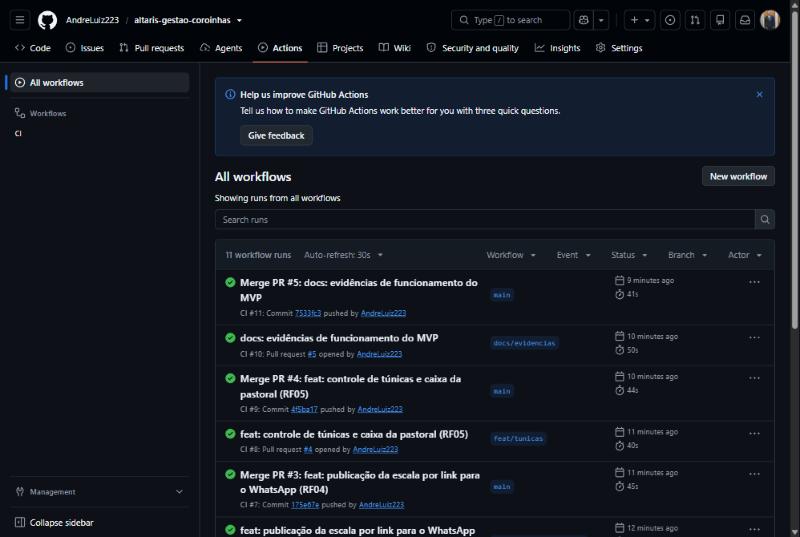 AndreLuiz223 / altaris-gestao-coroinhas
Type / to search
Code Issues Pull requests Agents Actions Projects Wiki Security and quality Insights Settings
All workflows
Workflows
CI
Management
Collapse sidebar
Help us improve GitHub Actions
Tell us how to make GitHub Actions work better for you with three quick questions.
Give feedback
All workflows
New workflow
Showing runs from all workflows
Search runs
11 workflow runs Auto-refresh: 30s Workflow Event Status Branch Actor
Merge PR #5: docs: evidências de funcionamento do
MVP
CI #11: Commit 7533fc3 pushed by AndreLuiz223
main
9 minutes ago
41s
docs: evidências de funcionamento do MVP
CI #10: Pull request #5 opened by AndreLuiz223
docs/evidencias
10 minutes ago
50s
Merge PR #4: feat: controle de túnicas e caixa da
pastoral (RF05)
CI #9: Commit 4f5ba17 pushed by AndreLuiz223
main
10 minutes ago
44s
feat: controle de túnicas e caixa da pastoral (RF05)
CI #8: Pull request #4 opened by AndreLuiz223
feat/tunicas
11 minutes ago
40s
Merge PR #3: feat: publicação da escala por link para
o WhatsApp (RF04)
CI #7: Commit 175e67e pushed by AndreLuiz223
main
11 minutes ago
45s
feat: publicação da escala por link para o WhatsApp
12 minutes ago